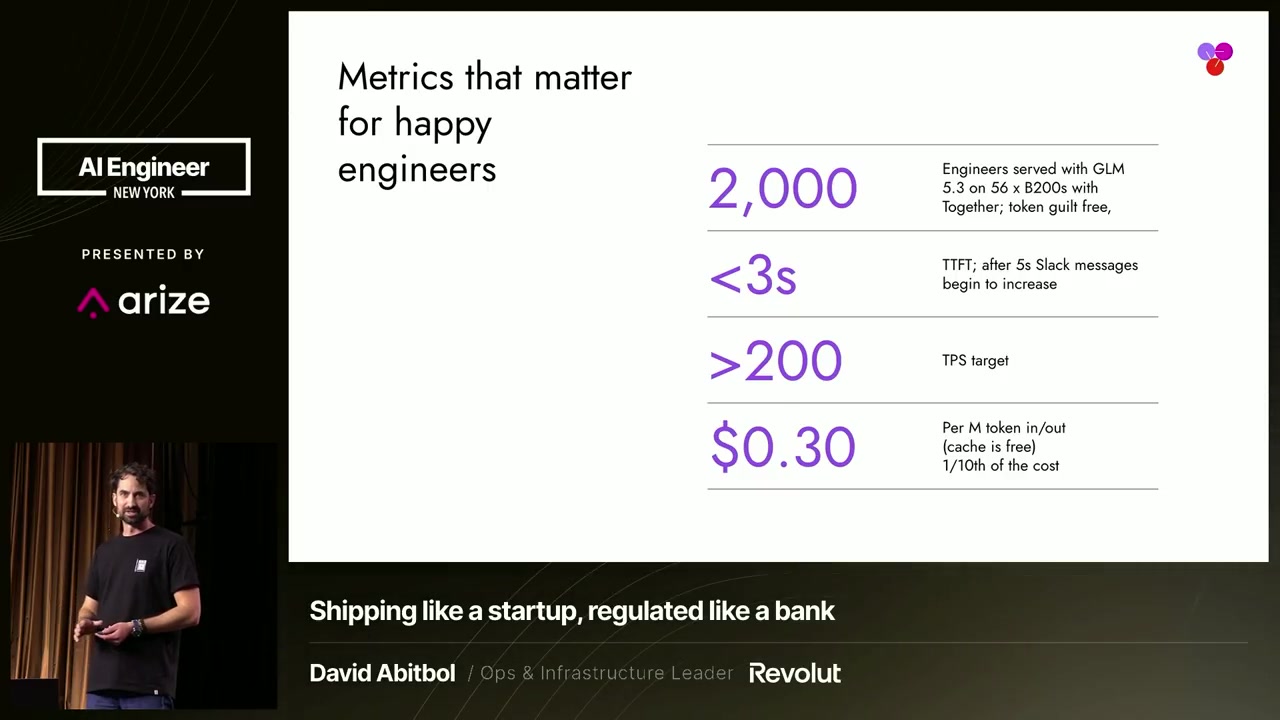 AI Engineer
NEW YORK
PRESENTED BY
arize
Metrics that matter
for happy
engineers
2,000
Engineers served with GLM
5.3 on 56 x B200s with
Together; token guilt free,
<3s
TTFT; after 5s Slack messages
begin to increase
>200
TPS target
$0.30
Per M token in/out
(cache is free)
1/10th of the cost
Shipping like a startup, regulated like a bank
David Abitbol / Ops & Infrastructure Leader Revolut